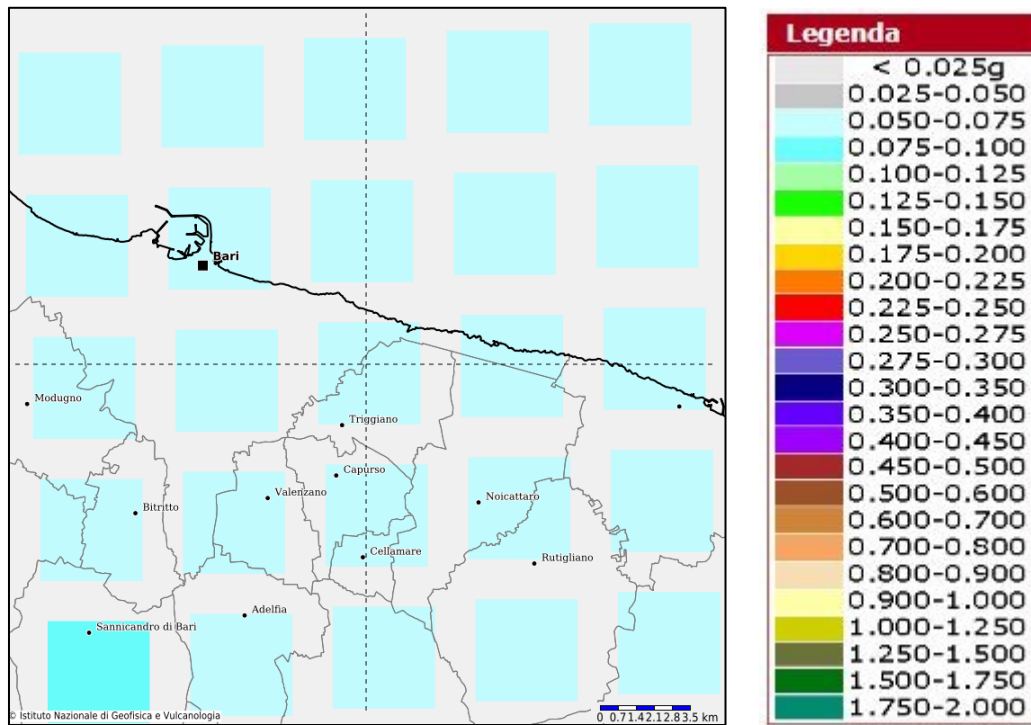 Bari
Modugno
Triggiano
Capurso
Valenzano
Noicattaro
Bitritto
Cellamare
Rutigliano
Adelfia
Sannicandro di Bari
© Istituto Nazionale di Geofisica e Vulcanologia
0 0.71.42.12.83.5 km
Legenda
< 0.025g
0.025-0.050
0.050-0.075
0.075-0.100
0.100-0.125
0.125-0.150
0.150-0.175
0.175-0.200
0.200-0.225
0.225-0.250
0.250-0.275
0.275-0.300
0.300-0.350
0.350-0.400
0.400-0.450
0.450-0.500
0.500-0.600
0.600-0.700
0.700-0.800
0.800-0.900
0.900-1.000
1.000-1.250
1.250-1.500
1.500-1.750
1.750-2.000